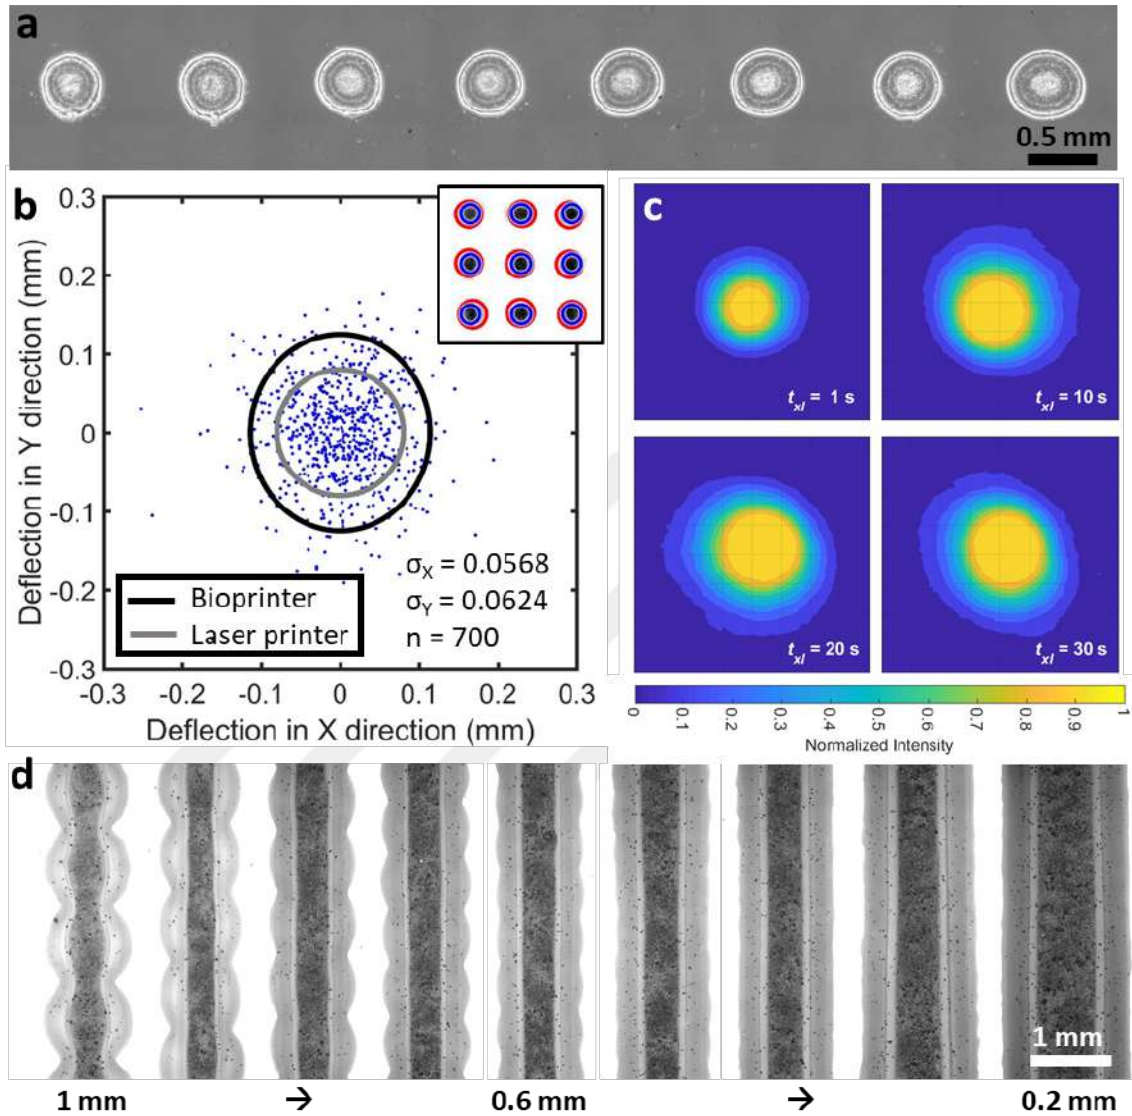 a
0.5 mm
b
0.3
0.2
0.1
0
-0.1
-0.2
-0.3
-0.3
-0.2
-0.1
0
0.1
0.2
0.3
Deflection in Y direction (mm)
Deflection in X direction (mm)
Bioprinter
Laser printer
σX = 0.0568
σY = 0.0624
n = 700
c
txl = 1 s
txl = 10 s
txl = 20 s
txl = 30 s
0
0.1
0.2
0.3
0.4
0.5
0.6
0.7
0.8
0.9
1
Normalized Intensity
d
1 mm
1 mm → 0.6 mm → 0.2 mm